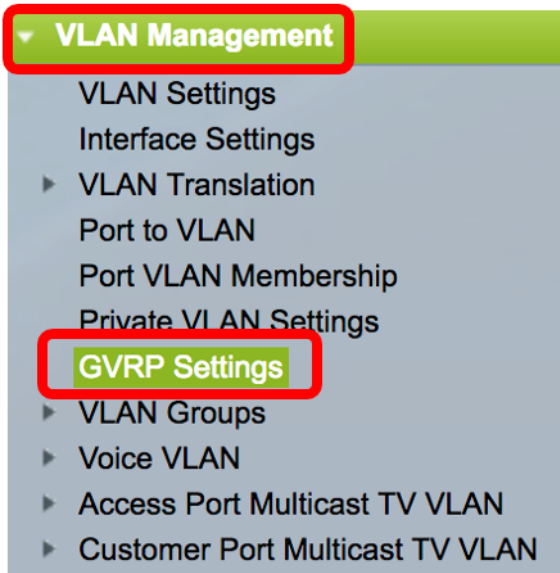 VLAN Management
VLAN Settings
Interface Settings
VLAN Translation
Port to VLAN
Port VLAN Membership
Private VLAN Settings
GVRP Settings
VLAN Groups
Voice VLAN
Access Port Multicast TV VLAN
Customer Port Multicast TV VLAN